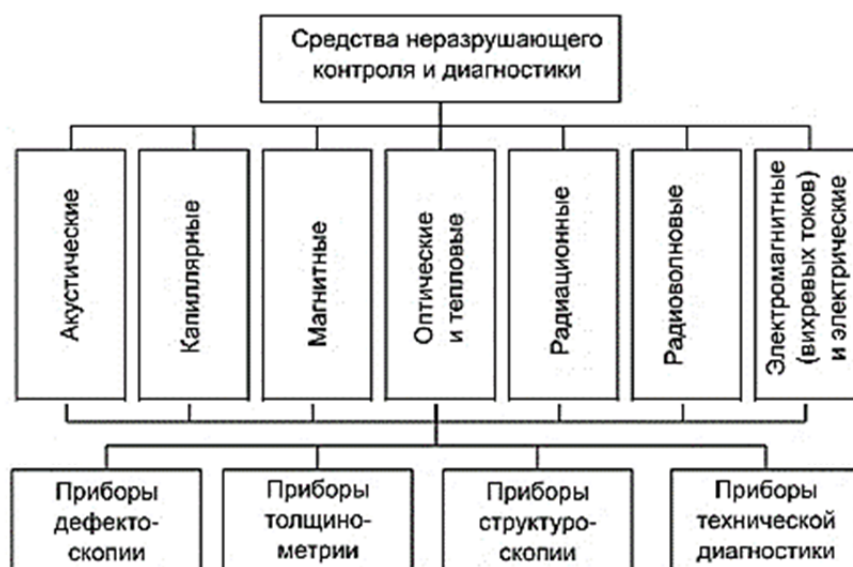 Средства неразрушающего
контроля и диагностики
Акустические
Капиллярные
Магнитные
Оптические
и тепловые
Радиационные
Радиоволновые
Электромагнитные
(вихревых токов)
и электрические
Приборы
дефекто-
скопии
Приборы
толщино-
метрии
Приборы
структуро-
скопии
Приборы
технической
диагностики